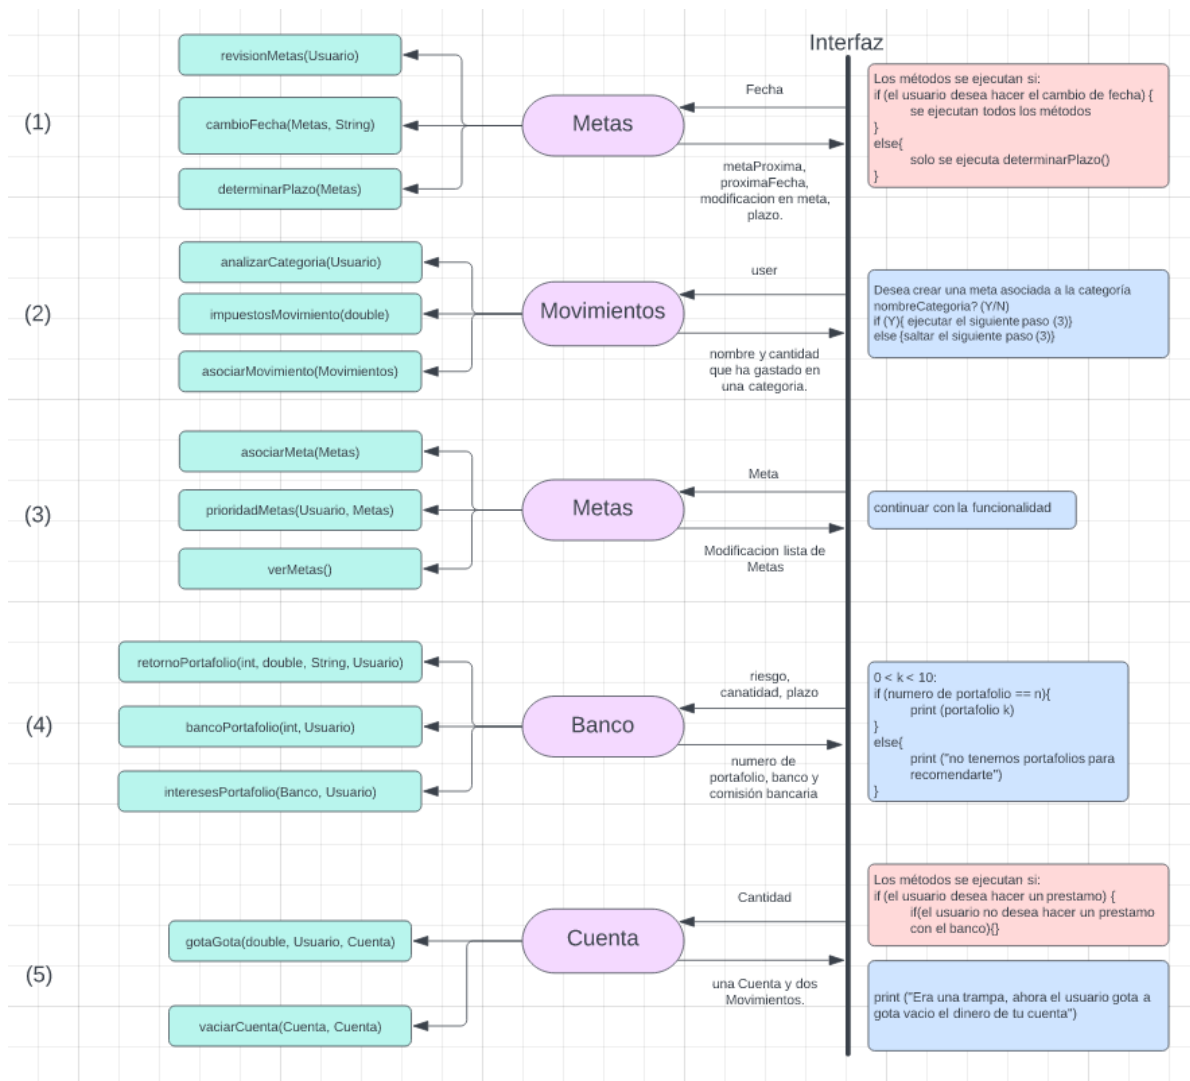 Interfaz
(1)
revisionMetas(Usuario)
cambioFecha(Metas, String)
determinarPlazo(Metas)
Metas
Fecha
metaProxima,
proximaFecha,
modificacion en meta,
plazo.
Los métodos se ejecutan si:
if (el usuario desea hacer el cambio de fecha) {
se ejecutan todos los métodos
}
else{
solo se ejecuta determinarPlazo()
}
(2)
analizarCategoria(Usuario)
impuestosMovimiento(double)
asociarMovimiento(Movimientos)
Movimientos
user
nombre y cantidad
que ha gastado en
una categoria.
Desea crear una meta asociada a la categoría
nombreCategoria? (Y/N)
if (Y){ ejecutar el siguiente paso (3)}
else {saltar el siguiente paso (3)}
(3)
asociarMeta(Metas)
prioridadMetas(Usuario, Metas)
verMetas()
Metas
Meta
Modificacion lista de
Metas
continuar con la funcionalidad
(4)
retornoPortafolio(int, double, String, Usuario)
bancoPortafolio(int, Usuario)
interesesPortafolio(Banco, Usuario)
Banco
riesgo,
canatidad, plazo
numero de
portafolio, banco y
comisión bancaria
0 < k < 10:
if (numero de portafolio == n){
print (portafolio k)
}
else{
print ("no tenemos portafolios para
recomendarte")
}
(5)
gotaGota(double, Usuario, Cuenta)
vaciarCuenta(Cuenta, Cuenta)
Cuenta
Cantidad
una Cuenta y dos
Movimientos.
Los métodos se ejecutan si:
if (el usuario desea hacer un prestamo) {
if(el usuario no desea hacer un prestamo
con el banco){}
print ("Era una trampa, ahora el usuario gota a
gota vacio el dinero de tu cuenta")